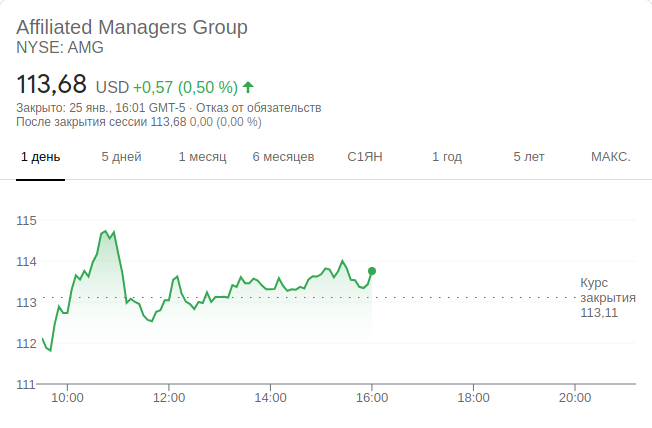 Affiliated Managers Group
NYSE: AMG
113,68 USD +0,57 (0,50 %)
Закрыто: 25 янв., 16:01 GMT-5 · Отказ от обязательств
После закрытия сессии 113,68 0,00 (0,00 %)
1 день 5 дней 1 месяц 6 месяцев С1ЯН 1 год 5 лет МАКС.
115
114
113
112
111
Курс
закрытия
113,11
10:00 12:00 14:00 16:00 18:00 20:00